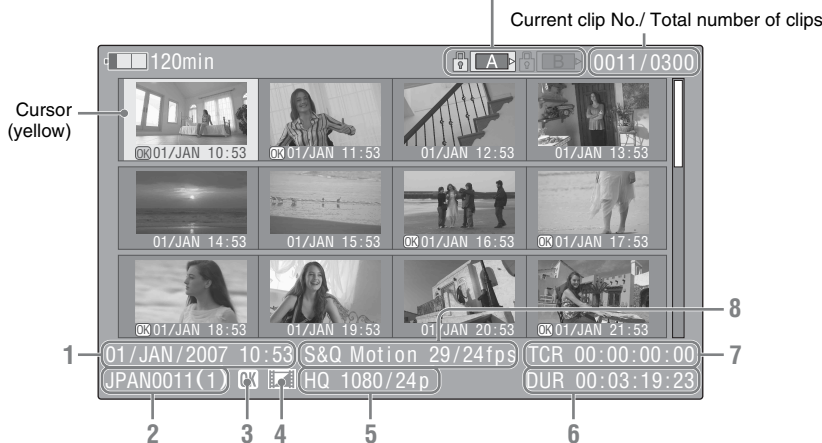 Current clip No./ Total number of clips
120min
A
B
0011/0300
Cursor
(yellow)
OK 01/JAN 10:53
OK 01/JAN 11:53
01/JAN 12:53
01/JAN 13:53
01/JAN 14:53
01/JAN 15:53
OK 01/JAN 16:53
OK 01/JAN 17:53
OK 01/JAN 18:53
01/JAN 19:53
01/JAN 20:53
OK 01/JAN 21:53
8
1
01/JAN/2007 10:53
S&Q Motion 29/24fps
TCR 00:00:00:00
7
JPAN0011(1)
OK
HQ 1080/24p
DUR 00:03:19:23
2
3
4
5
6